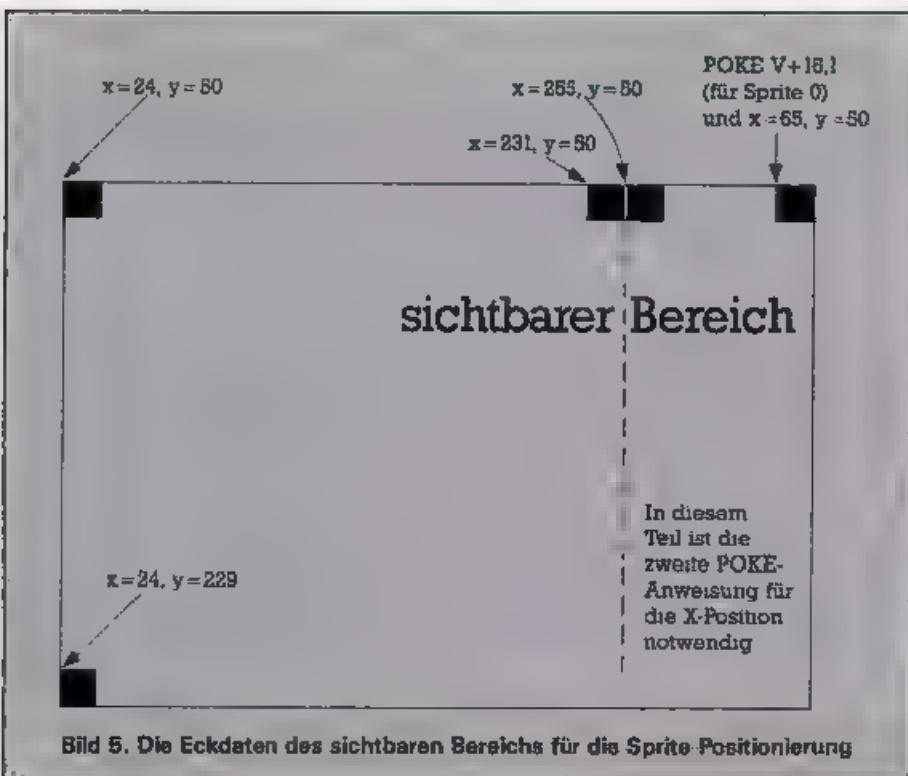 x=24, y=50
x=255, y=50
POKE V+16,1
(für Sprite 0)
und x=65, y=50
x=231, y=50
sichtbarer Bereich
In diesem
Teil ist die
zweite POKE-
Anweisung für
die X-Position
notwendig
x=24, y=229
Bild 5. Die Eckdaten des sichtbaren Bereichs für die Sprite-Positionierung